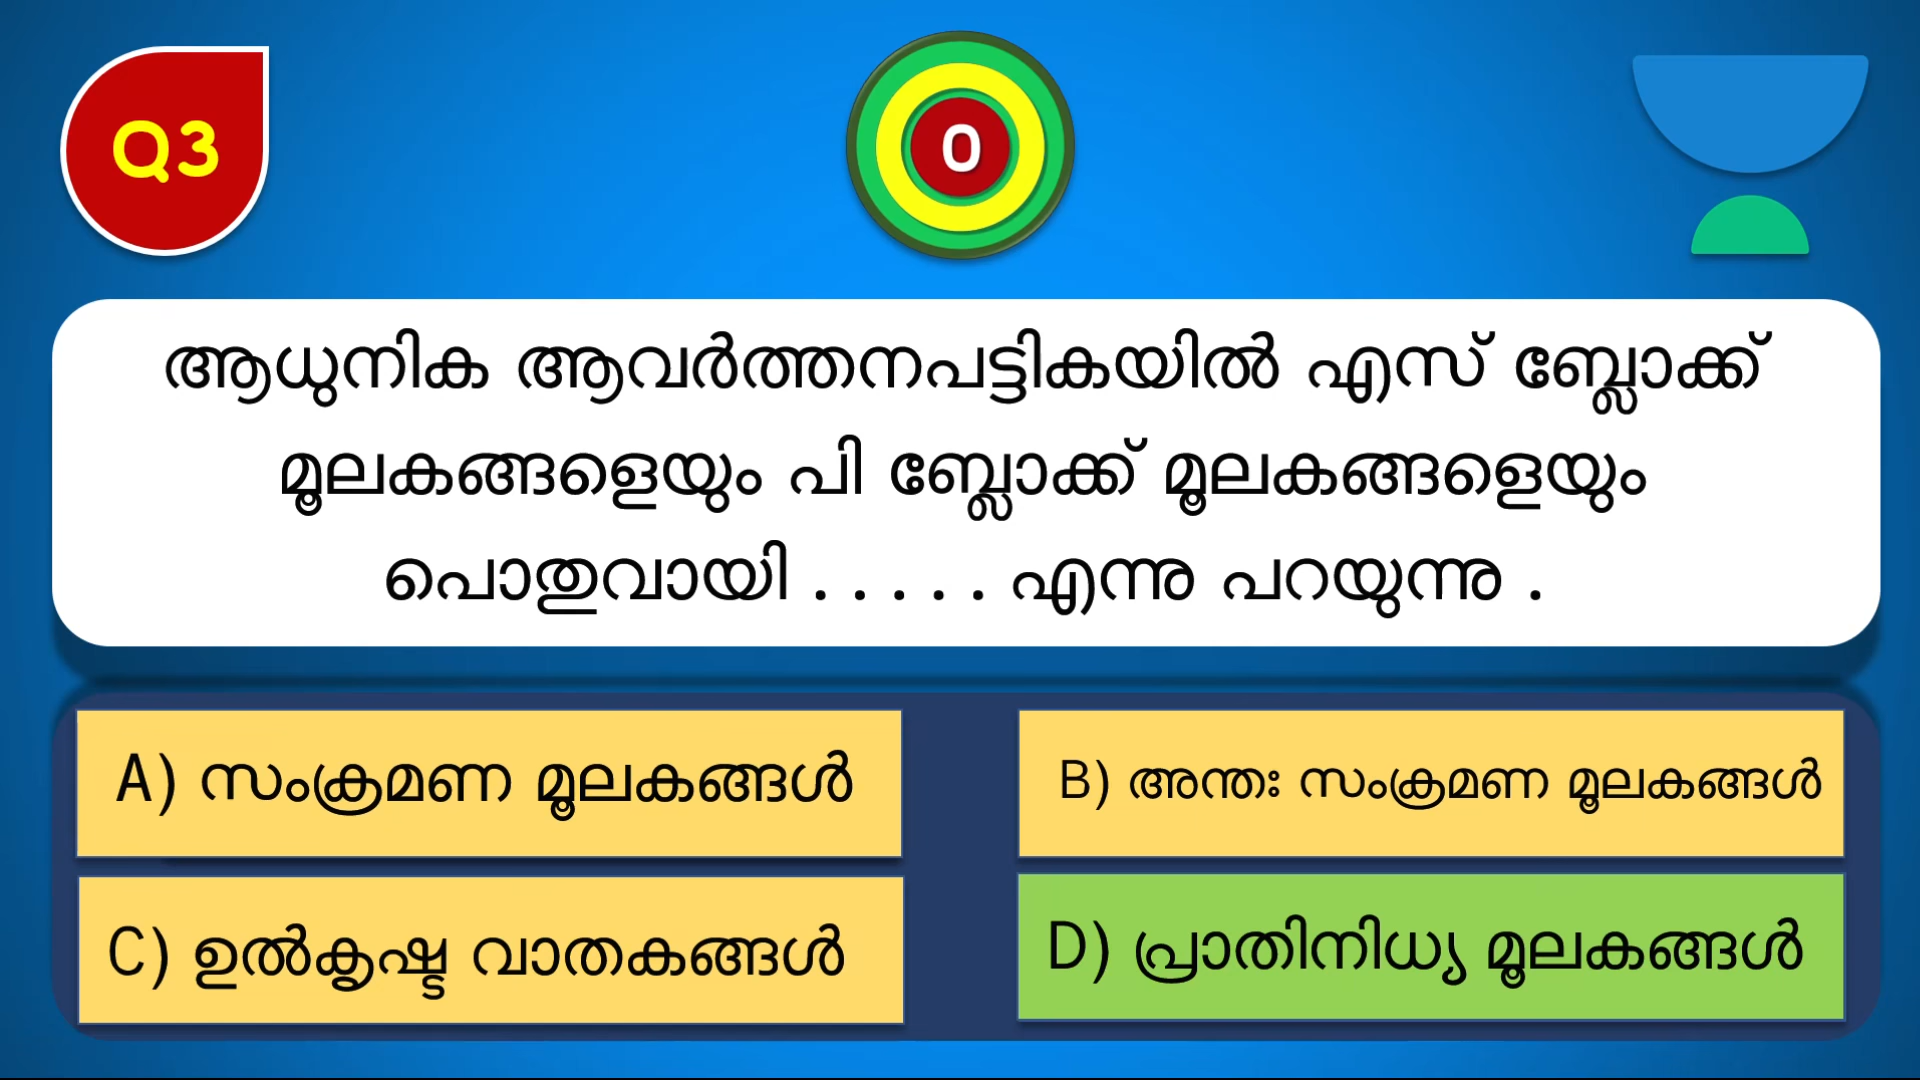 Q3
0
ആധുനിക ആവർത്തനപട്ടികയിൽ എസ് ബ്ലോക്ക്
മൂലകങ്ങളെയും പി ബ്ലോക്ക് മൂലകങ്ങളെയും
പൊതുവായി . . . . . എന്നു പറയുന്നു .
A) സംക്രമണ മൂലകങ്ങൾ
B) അന്തഃ സംക്രമണ മൂലകങ്ങൾ
C) ഉൽകൃഷ്ട വാതകങ്ങൾ
D) പ്രാതിനിധ്യ മൂലകങ്ങൾ